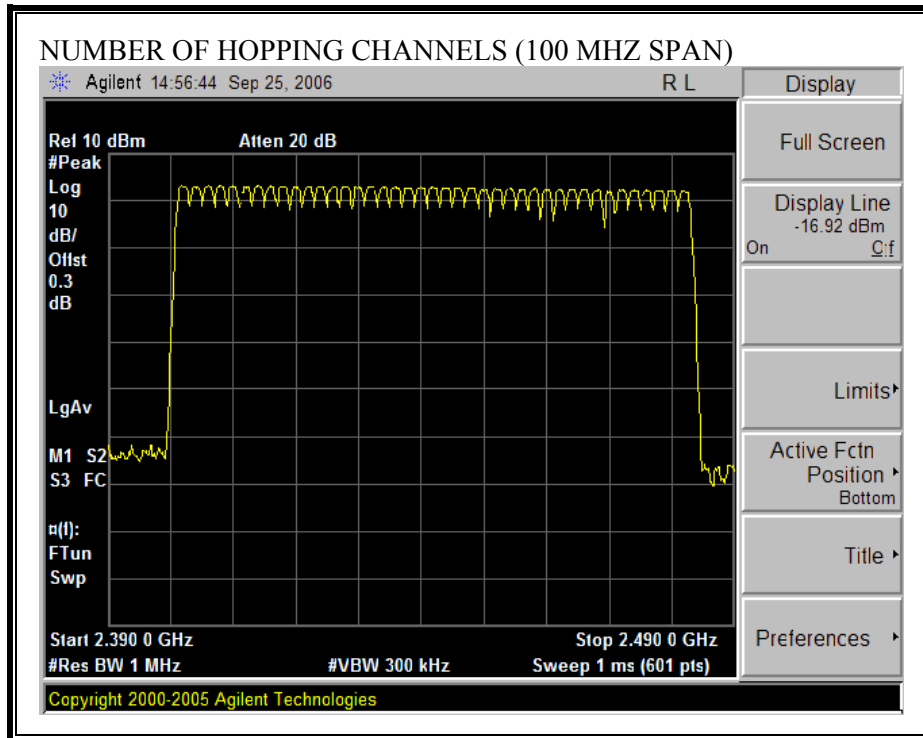 NUMBER OF HOPPING CHANNELS (100 MHZ SPAN)
Agilent 14:56:44 Sep 25, 2006 R L
Display
Ref 10 dBm Atten 20 dB
#Peak
Log
10
dB/
Offst
0.3
dB
LgAv
M1 S2
S3 FC
¤(f):
FTun
Swp
Start 2.390 0 GHz Stop 2.490 0 GHz
#Res BW 1 MHz #VBW 300 kHz Sweep 1 ms (601 pts)
Copyright 2000-2005 Agilent Technologies
Full Screen
Display Line
-16.92 dBm
On
Limits
Active Fctn
Position
Bottom
Title
Preferences